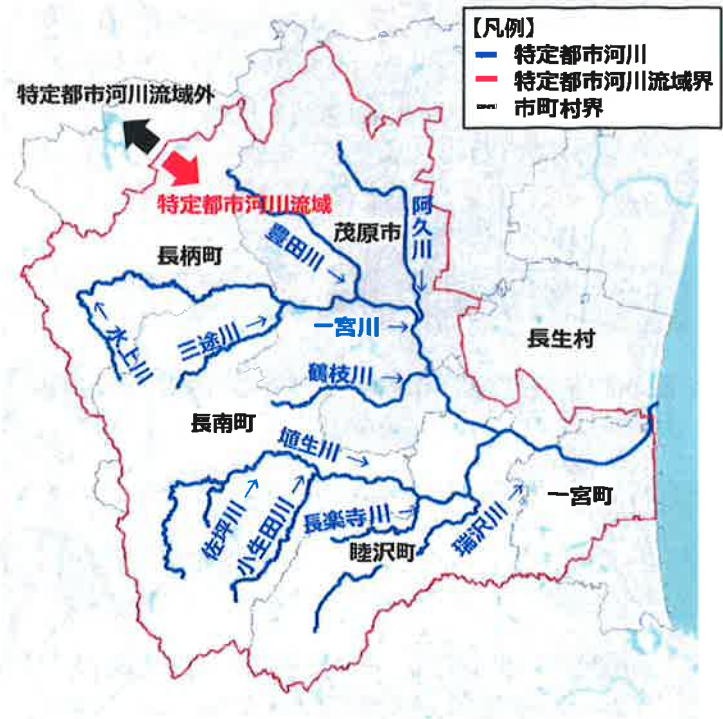 【凡例】
特定都市河川
特定都市河川流域界
市町村界
特定都市河川流域外
特定都市河川流域
阿久川
茂原市
豊田川
長柄町
一宮川
長生村
水上川
三途川
鶴枝川
長南町
埴生川
一宮町
佐坪川
小生田川
長楽寺川
瑞沢川
睦沢町